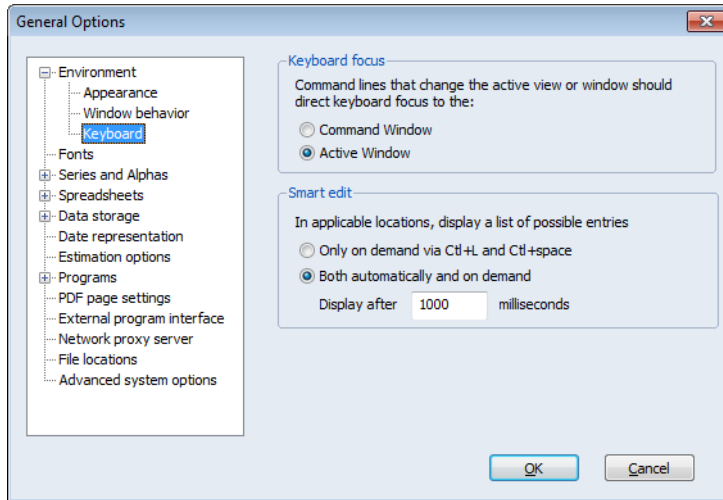 General Options
Environment
Appearance
Window behavior
Keyboard
Fonts
Series and Alphas
Spreadsheets
Data storage
Date representation
Estimation options
Programs
PDF page settings
External program interface
Network proxy server
File locations
Advanced system options
Keyboard focus
Command lines that change the active view or window should
direct keyboard focus to the:
Command Window
Active Window
Smart edit
In applicable locations, display a list of possible entries
Only on demand via Ctl+L and Ctl+space
Both automatically and on demand
Display after 1000 milliseconds
OK Cancel